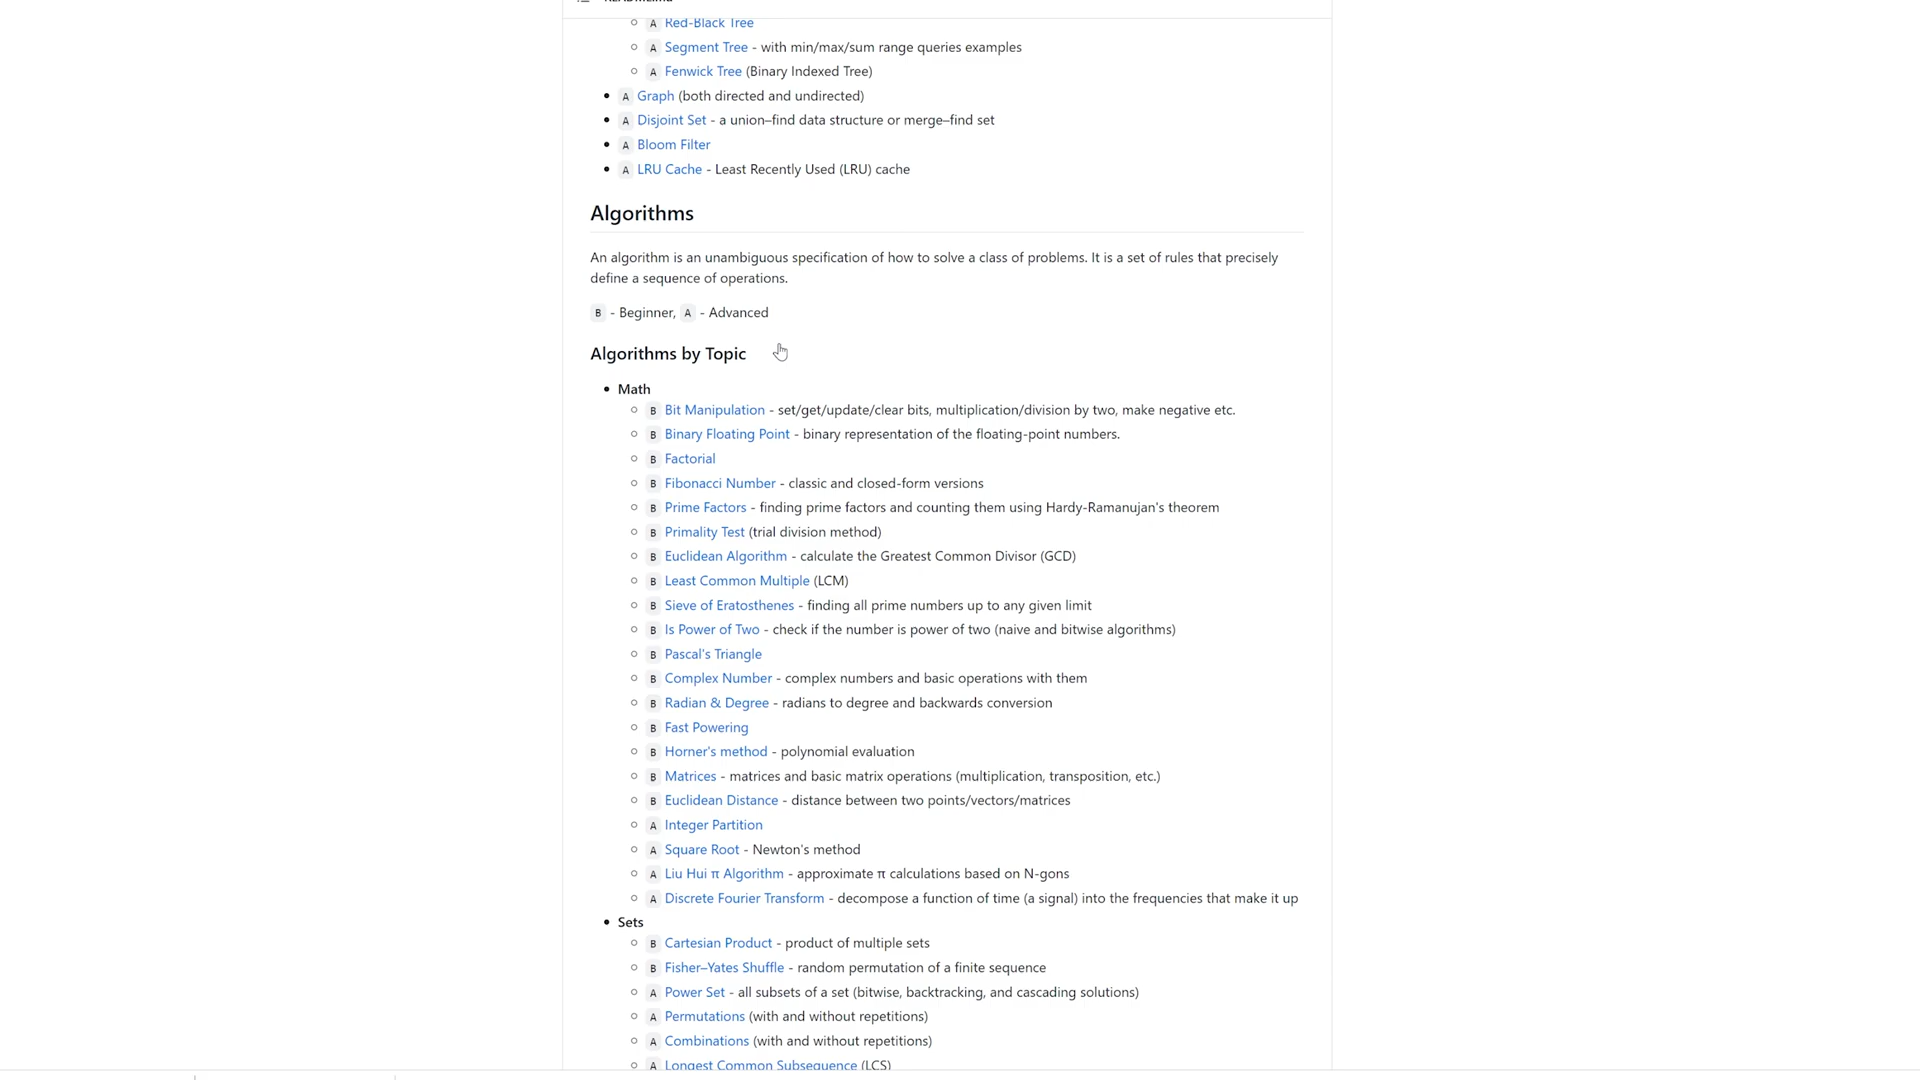 README.md
A Red-Black Tree
A Segment Tree - with min/max/sum range queries examples
A Fenwick Tree (Binary Indexed Tree)
A Graph (both directed and undirected)
A Disjoint Set - a union–find data structure or merge–find set
A Bloom Filter
A LRU Cache - Least Recently Used (LRU) cache
Algorithms
An algorithm is an unambiguous specification of how to solve a class of problems. It is a set of rules that precisely
define a sequence of operations.
B - Beginner, A - Advanced
Algorithms by Topic
Math
B Bit Manipulation - set/get/update/clear bits, multiplication/division by two, make negative etc.
B Binary Floating Point - binary representation of the floating-point numbers.
B Factorial
B Fibonacci Number - classic and closed-form versions
B Prime Factors - finding prime factors and counting them using Hardy-Ramanujan's theorem
B Primality Test (trial division method)
B Euclidean Algorithm - calculate the Greatest Common Divisor (GCD)
B Least Common Multiple (LCM)
B Sieve of Eratosthenes - finding all prime numbers up to any given limit
B Is Power of Two - check if the number is power of two (naive and bitwise algorithms)
B Pascal's Triangle
B Complex Number - complex numbers and basic operations with them
B Radian & Degree - radians to degree and backwards conversion
B Fast Powering
B Horner's method - polynomial evaluation
B Matrices - matrices and basic matrix operations (multiplication, transposition, etc.)
B Euclidean Distance - distance between two points/vectors/matrices
A Integer Partition
A Square Root - Newton's method
A Liu Hui π Algorithm - approximate π calculations based on N-gons
A Discrete Fourier Transform - decompose a function of time (a signal) into the frequencies that make it up
Sets
B Cartesian Product - product of multiple sets
B Fisher–Yates Shuffle - random permutation of a finite sequence
A Power Set - all subsets of a set (bitwise, backtracking, and cascading solutions)
A Permutations (with and without repetitions)
A Combinations (with and without repetitions)
A Longest Common Subsequence (LCS)